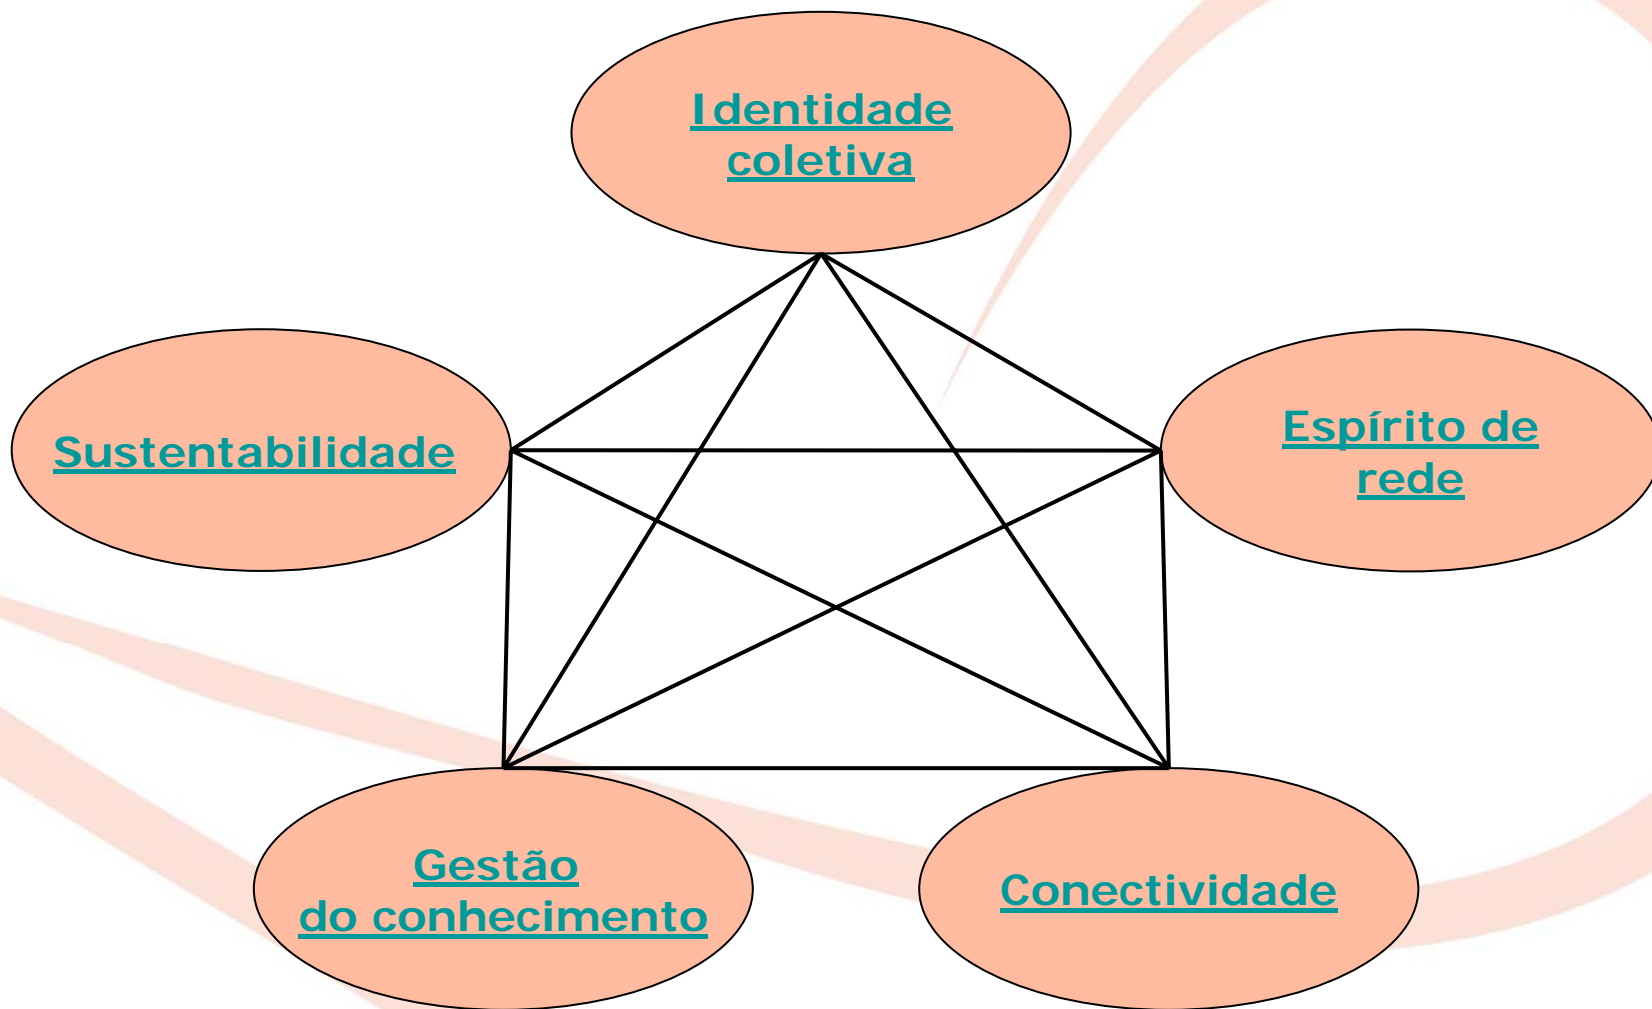 Identidade
coletiva
Sustentabilidade
Espírito de
rede
Gestão
do conhecimento
Conectividade